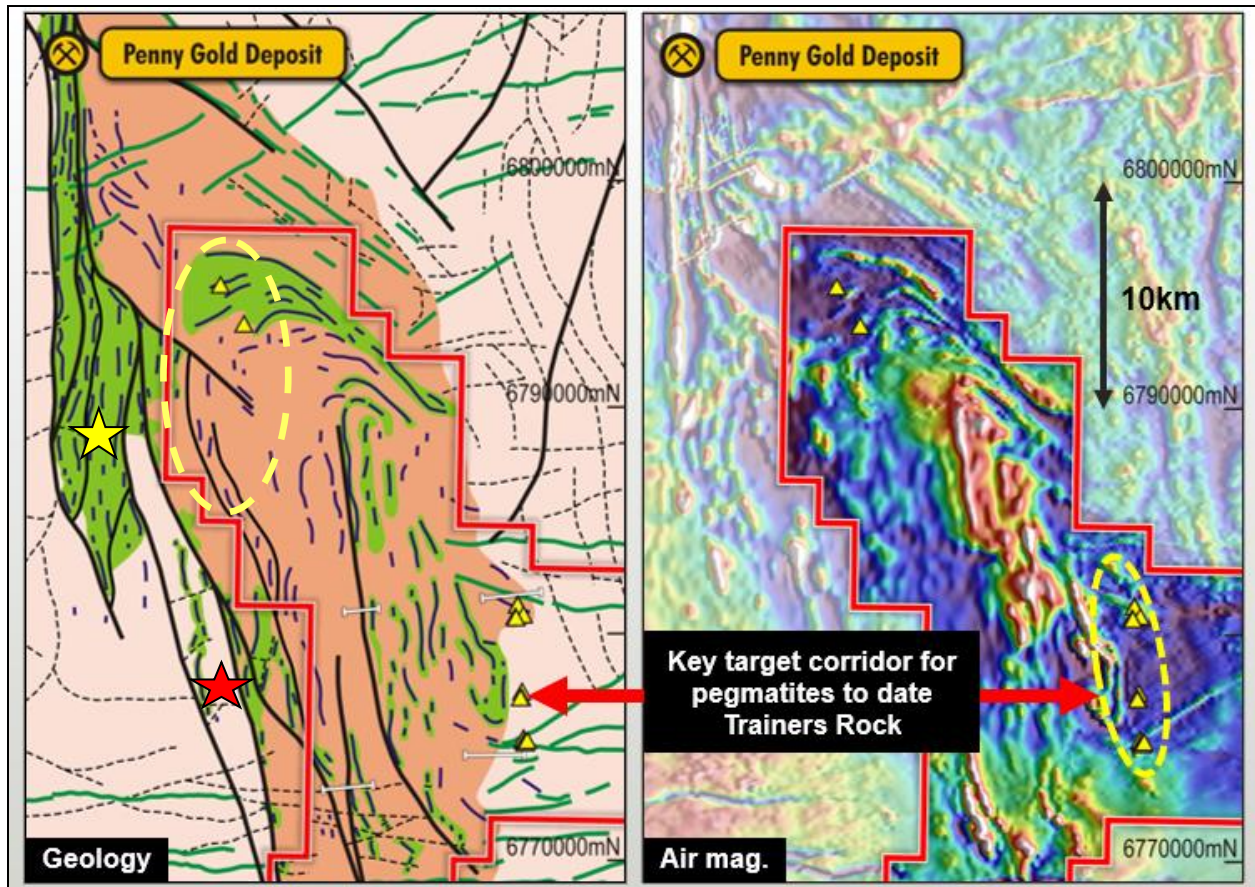 Penny Gold Deposit
6800000mN
6790000mN
6770000mN
Geology
Penny Gold Deposit
6800000mN
10km
6790000mN
Key target corridor for
pegmatites to date
Trainers Rock
6770000mN
Air mag.